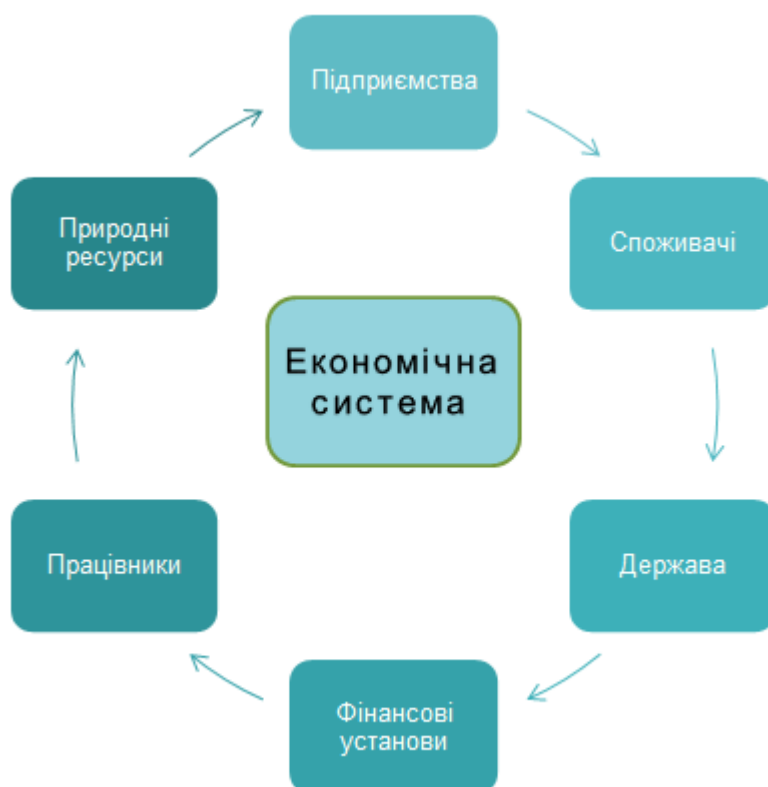 Підприємства
Споживачі
Держава
Фінансові
установи
Працівники
Природні
ресурси
Економічна
система